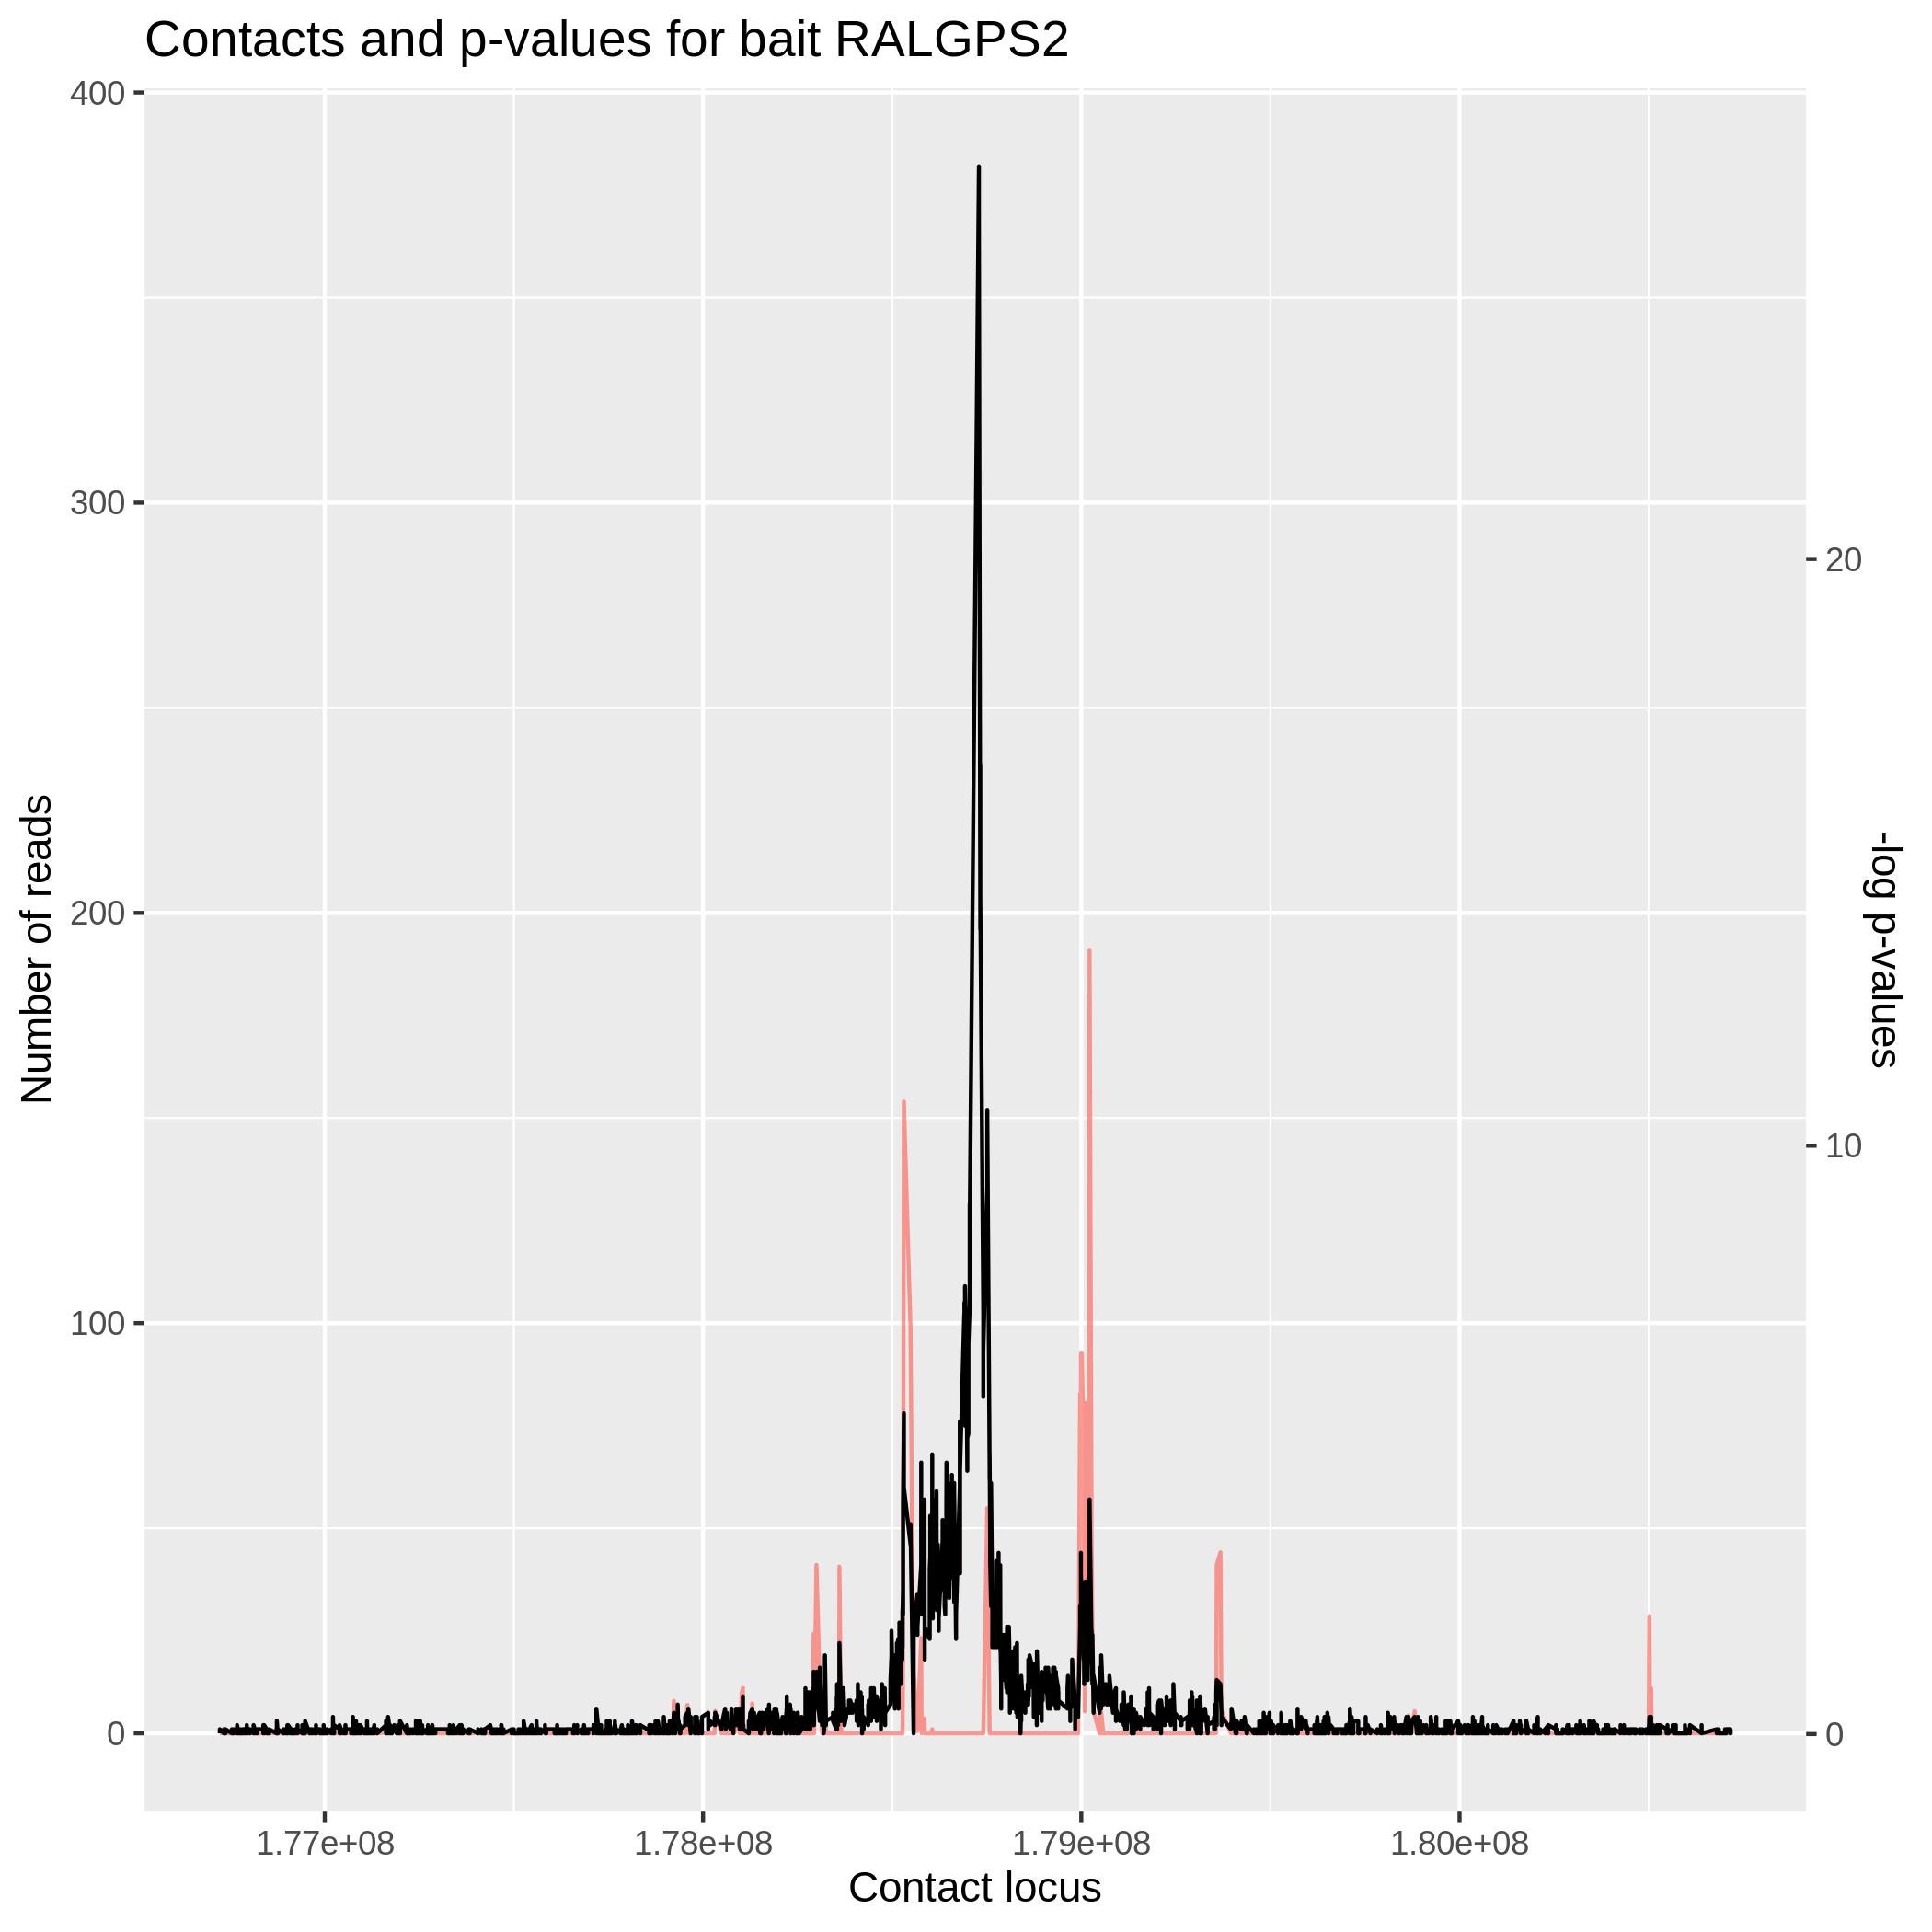 Contacts and p-values for bait RALGPS2
400
300
200
100
0
Number of reads
20
10
0
-log p-values
1.77e+08
1.78e+08
1.79e+08
1.80e+08
Contact locus